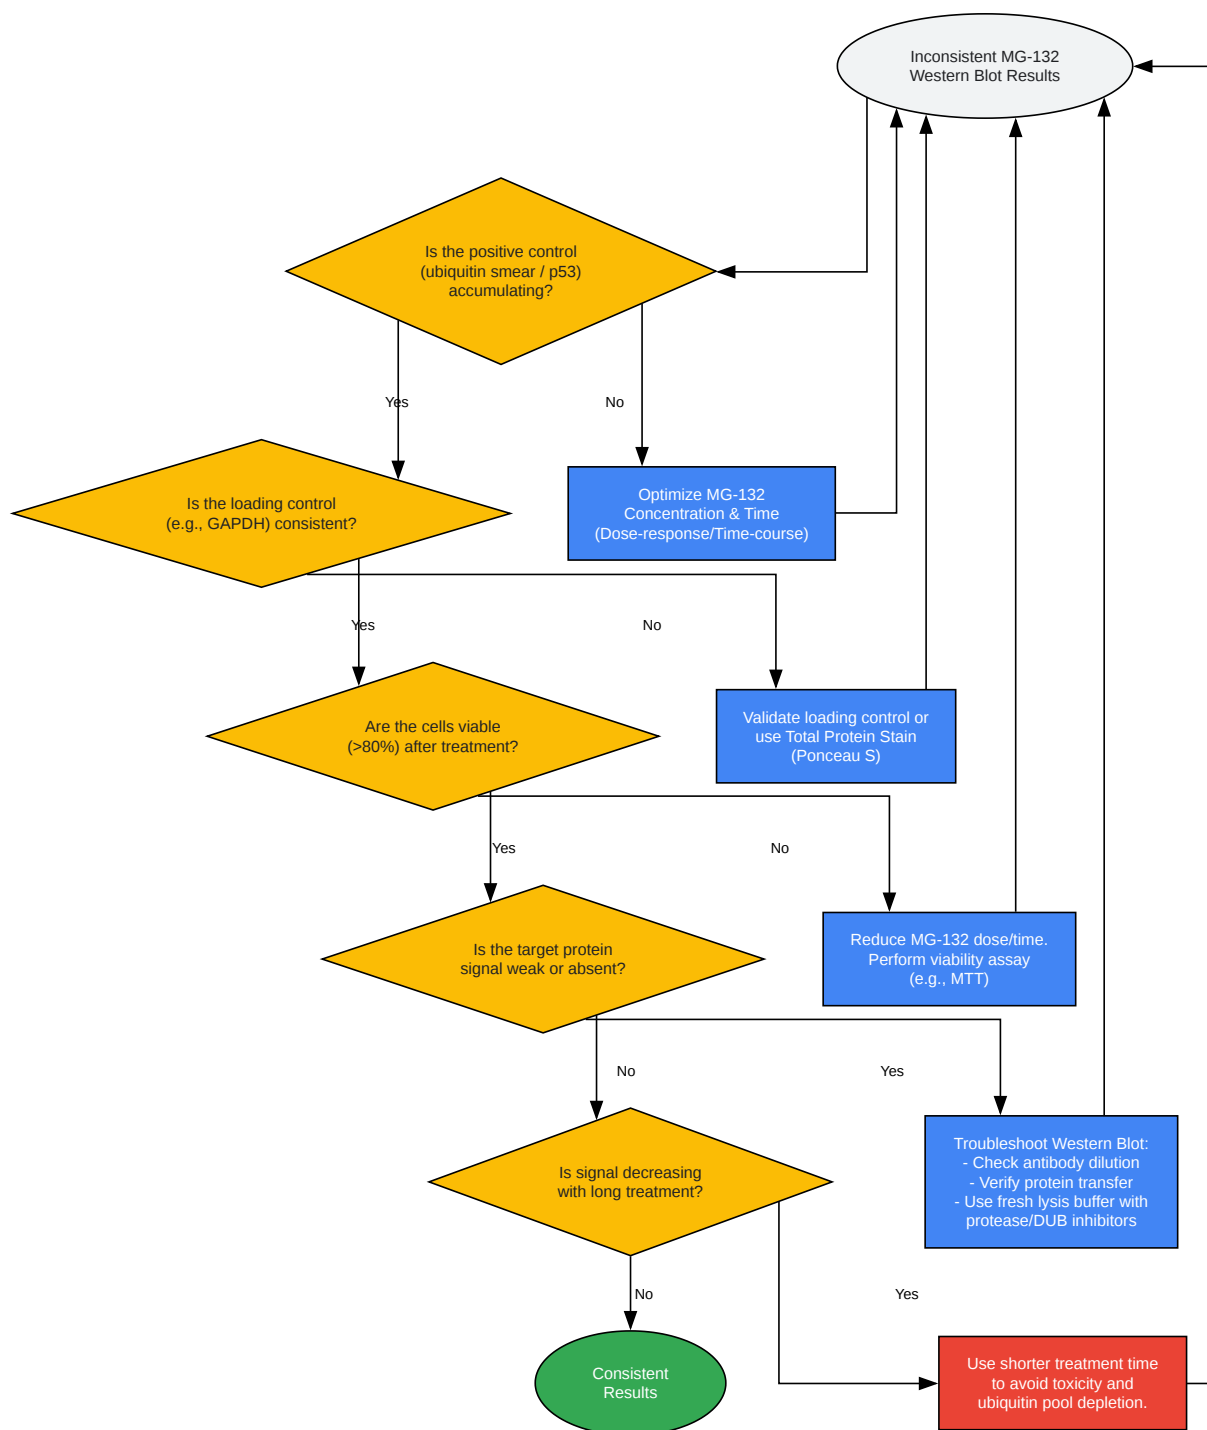 Inconsistent MG-132
Western Blot Results
Is the positive control
(ubiquitin smear / p53)
accumulating?
Yes
No
Is the loading control
(e.g., GAPDH) consistent?
Optimize MG-132
Concentration & Time
(Dose-response/Time-course)
Yes
No
Are the cells viable
(>80%) after treatment?
Validate loading control or
use Total Protein Stain
(Ponceau S)
Yes
No
Is the target protein
signal weak or absent?
Reduce MG-132 dose/time.
Perform viability assay
(e.g., MTT)
No
Yes
Is signal decreasing
with long treatment?
Troubleshoot Western Blot:
- Check antibody dilution
- Verify protein transfer
- Use fresh lysis buffer with
protease/DUB inhibitors
No
Yes
Consistent
Results
Use shorter treatment time
to avoid toxicity and
ubiquitin pool depletion.